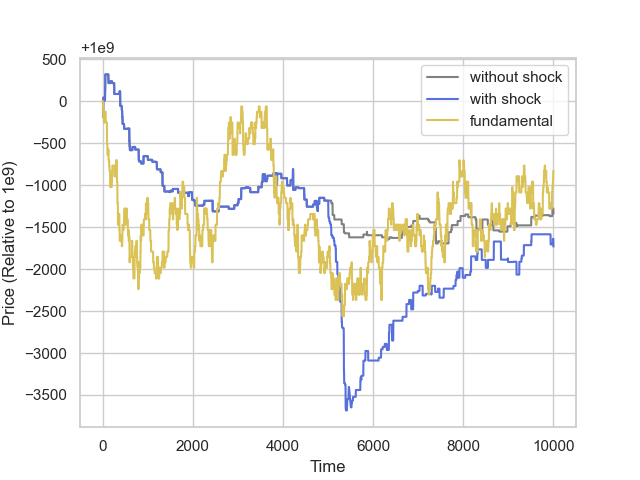 +1e9
500
0
−500
−1000
−1500
−2000
−2500
−3000
−3500
Price (Relative to 1e9)
0
2000
4000
6000
8000
10000
Time
without shock
with shock
fundamental